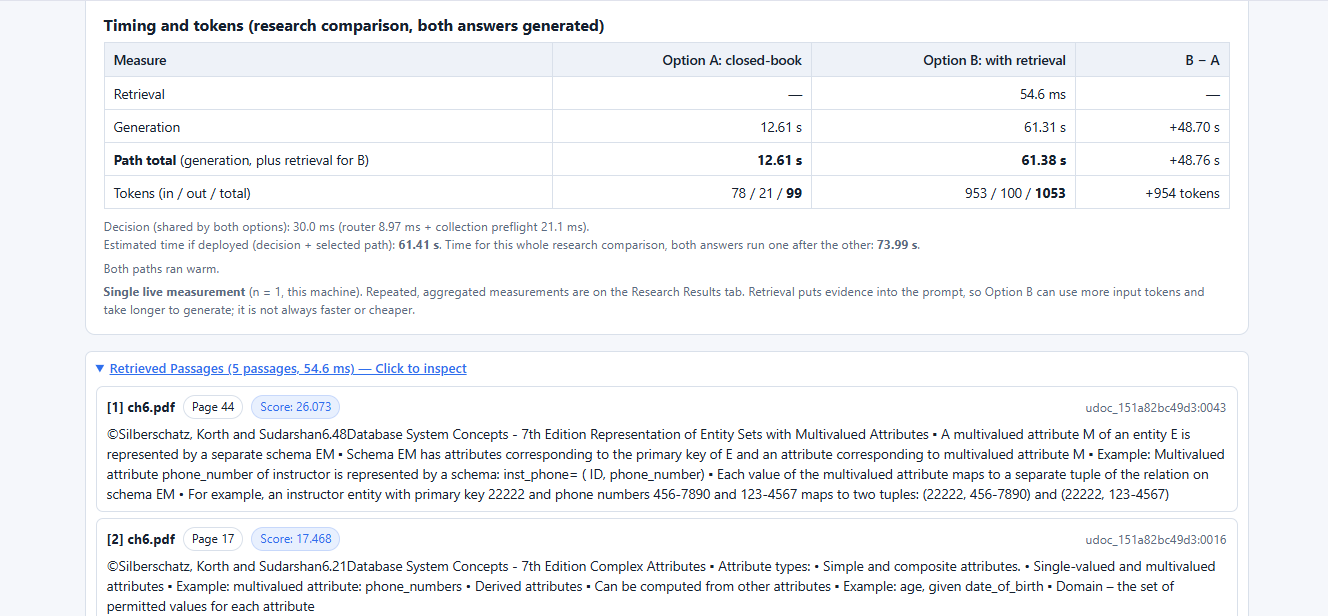 Timing and tokens (research comparison, both answers generated)
Measure Option A: closed-book Option B: with retrieval B − A
Retrieval — 54.6 ms —
Generation 12.61 s 61.31 s +48.70 s
Path total (generation, plus retrieval for B) 12.61 s 61.38 s +48.76 s
Tokens (in / out / total) 78 / 21 / 99 953 / 100 / 1053 +954 tokens
Decision (shared by both options): 30.0 ms (router 8.97 ms + collection preflight 21.1 ms).
Estimated time if deployed (decision + selected path): 61.41 s. Time for this whole research comparison, both answers run one after the other: 73.99 s.
Both paths ran warm.
Single live measurement (n = 1, this machine). Repeated, aggregated measurements are on the Research Results tab. Retrieval puts evidence into the prompt, so Option B can use more input tokens and
take longer to generate; it is not always faster or cheaper.
▼ Retrieved Passages (5 passages, 54.6 ms) — Click to inspect
[1] ch6.pdf Page 44 Score: 26.073 udoc_151a82bc49d3:0043
©Silberschatz, Korth and Sudarshan6.48Database System Concepts - 7th Edition Representation of Entity Sets with Multivalued Attributes ▪ A multivalued attribute M of an entity E is
represented by a separate schema EM ▪ Schema EM has attributes corresponding to the primary key of E and an attribute corresponding to multivalued attribute M ▪ Example: Multivalued
attribute phone_number of instructor is represented by a schema: inst_phone= ( ID, phone_number) ▪ Each value of the multivalued attribute maps to a separate tuple of the relation on
schema EM ▪ For example, an instructor entity with primary key 22222 and phone numbers 456-7890 and 123-4567 maps to two tuples: (22222, 456-7890) and (22222, 123-4567)
[2] ch6.pdf Page 17 Score: 17.468 udoc_151a82bc49d3:0016
©Silberschatz, Korth and Sudarshan6.21Database System Concepts - 7th Edition Complex Attributes ▪ Attribute types: ▪ Simple and composite attributes. ▪ Single-valued and multivalued
attributes ▪ Example: multivalued attribute: phone_numbers ▪ Derived attributes ▪ Can be computed from other attributes ▪ Example: age, given date_of_birth ▪ Domain – the set of
permitted values for each attribute